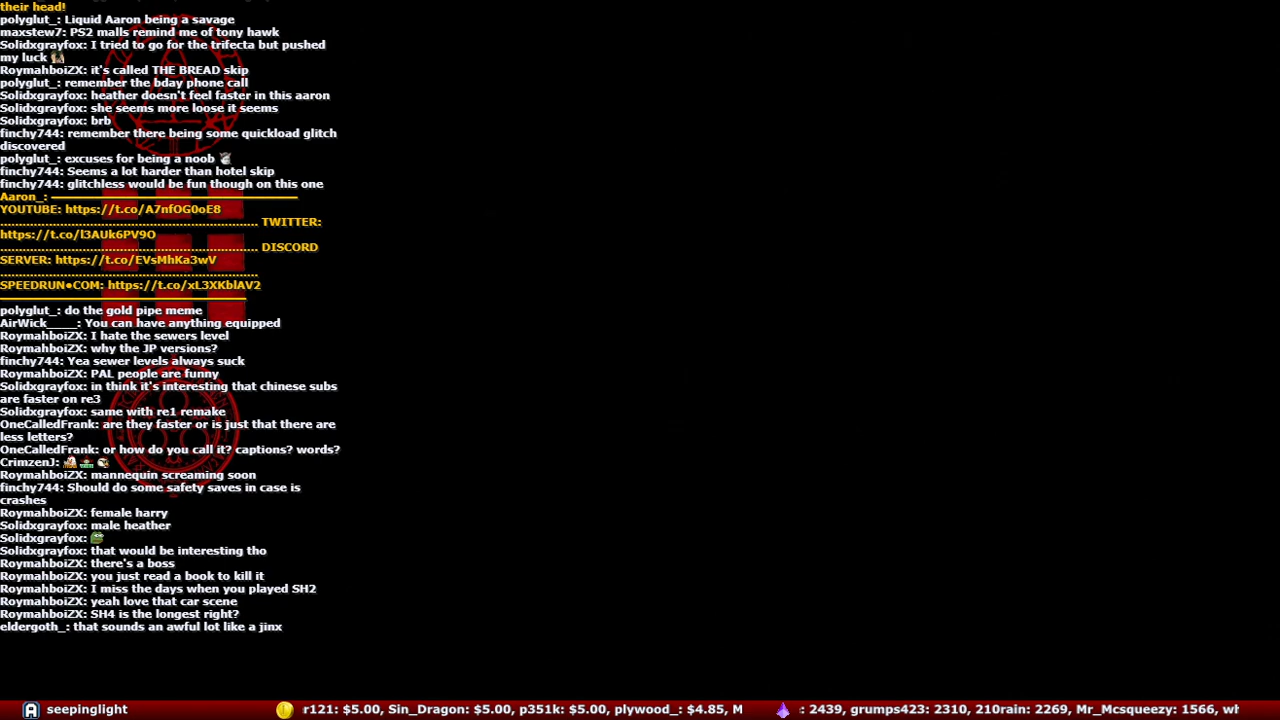 their head!
polyglut_: Liquid Aaron being a savage
maxstew7: PS2 malls remind me of tony hawk
Solidxgrayfox: I tried to go for the trifecta but pushed
my luck
RoymahboiZX: it's called THE BREAD skip
polyglut_: remember the bday phone call
Solidxgrayfox: heather doesn't feel faster in this aaron
Solidxgrayfox: she seems more loose it seems
Solidxgrayfox: brb
finchy744: remember there being some quickload glitch
discovered
polyglut_: excuses for being a noob
finchy744: Seems a lot harder than hotel skip
finchy744: glitchless would be fun though on this one
Aaron_: ▬▬▬▬▬▬▬▬▬▬▬▬▬▬▬▬▬▬▬▬
YOUTUBE: https://t.co/A7nfOG0oE8
................................................................ TWITTER:
https://t.co/l3AUk6PV9O
................................................................ DISCORD
SERVER: https://t.co/EVsMhKa3wV
................................................................
SPEEDRUN●COM: https://t.co/xL3XKblAV2
▬▬▬▬▬▬▬▬▬▬▬▬▬▬▬▬▬▬▬▬
polyglut_: do the gold pipe meme
AirWick____: You can have anything equipped
RoymahboiZX: I hate the sewers level
RoymahboiZX: why the JP versions?
finchy744: Yea sewer levels always suck
RoymahboiZX: PAL people are funny
Solidxgrayfox: in think it's interesting that chinese subs
are faster on re3
Solidxgrayfox: same with re1 remake
OneCalledFrank: are they faster or is just that there are
less letters?
OneCalledFrank: or how do you call it? captions? words?
CrimzenJ:
RoymahboiZX: mannequin screaming soon
finchy744: Should do some safety saves in case is
crashes
RoymahboiZX: female harry
Solidxgrayfox: male heather
Solidxgrayfox:
Solidxgrayfox: that would be interesting tho
RoymahboiZX: there's a boss
RoymahboiZX: you just read a book to kill it
RoymahboiZX: I miss the days when you played SH2
RoymahboiZX: yeah love that car scene
RoymahboiZX: SH4 is the longest right?
eldergoth_: that sounds an awful lot like a jinx
A seepinglight r121: $5.00, Sin_Dragon: $5.00, p351k: $5.00, plywood_: $4.85, M : 2439, grumps423: 2310, 210rain: 2269, Mr_Mcsqueezy: 1566, wh